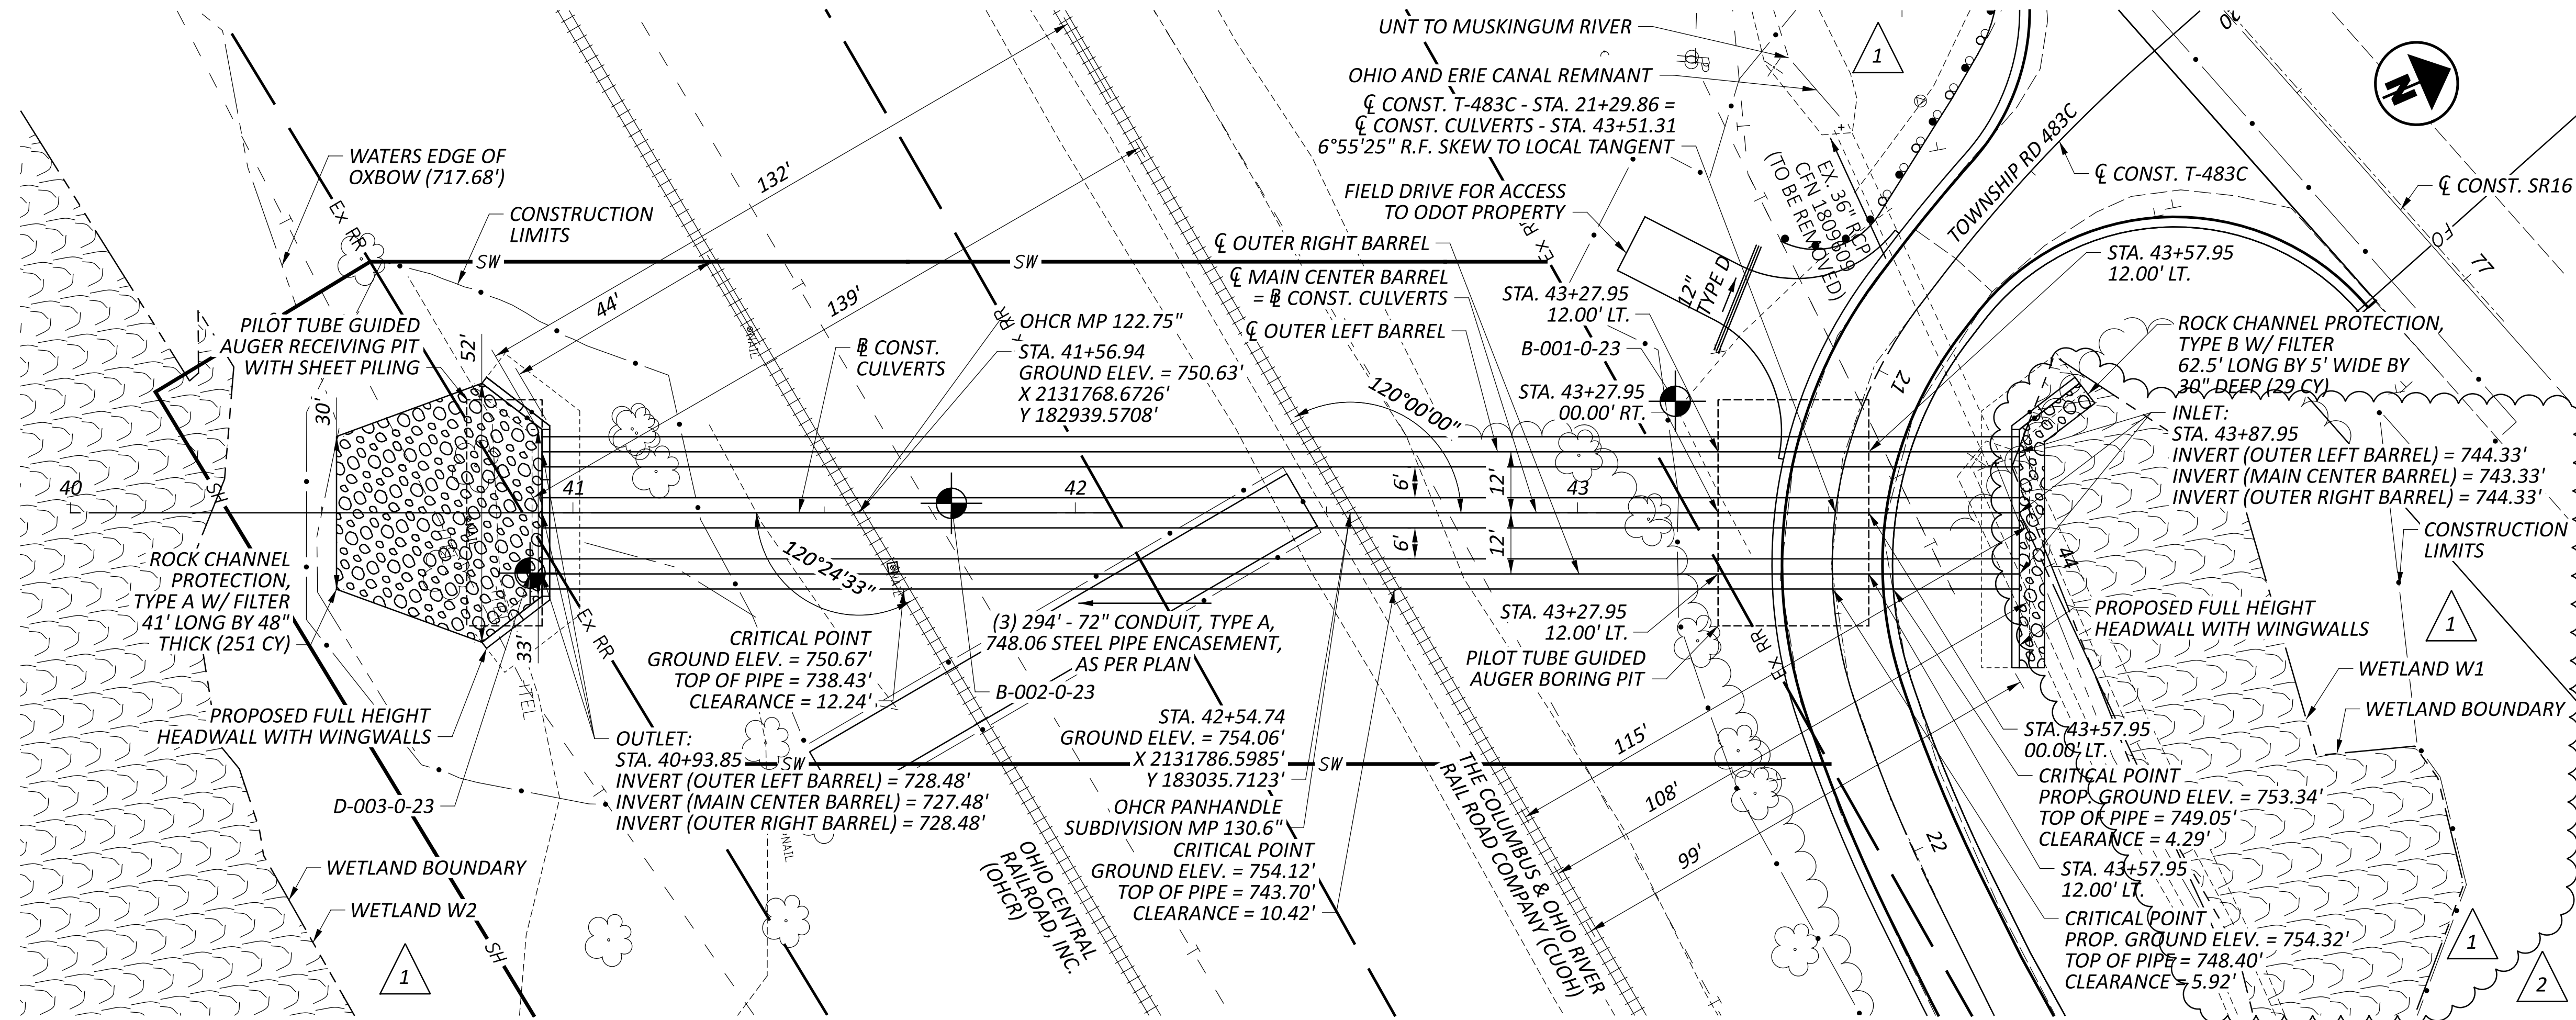 UNT TO MUSKINGUM RIVER
OHIO AND ERIE CANAL REMNANT
℄ CONST. T-483C - STA. 21+29.86 =
℄ CONST. CULVERTS - STA. 43+51.31
6°55'25" R.F. SKEW TO LOCAL TANGENT
1
N
WATERS EDGE OF
OXBOW (717.68')
CONSTRUCTION
LIMITS
EX RR
132'
SW
SW
44'
139'
FIELD DRIVE FOR ACCESS
TO ODOT PROPERTY
℄ OUTER RIGHT BARREL
℄ MAIN CENTER BARREL
= BL CONST. CULVERTS
℄ OUTER LEFT BARREL
EX RR
EX. 36" RCP
CFN 1809609
(TO BE REMOVED)
TOWNSHIP RD 483C
℄ CONST. T-483C
℄ CONST. SR16
FO
77
STA. 43+57.95
12.00' LT.
PILOT TUBE GUIDED
AUGER RECEIVING PIT
WITH SHEET PILING
52'
30'
BL CONST.
CULVERTS
RR
OHCR MP 122.75"
STA. 41+56.94
GROUND ELEV. = 750.63'
X 2131768.6726'
Y 182939.5708'
120°00'00"
STA. 43+27.95
12.00' LT.
B-001-0-23
STA. 43+27.95
00.00' RT.
12"
TYPE D
21
ROCK CHANNEL PROTECTION,
TYPE B W/ FILTER
62.5' LONG BY 5' WIDE BY
30" DEEP (29 CY)
INLET:
STA. 43+87.95
INVERT (OUTER LEFT BARREL) = 744.33'
INVERT (MAIN CENTER BARREL) = 743.33'
INVERT (OUTER RIGHT BARREL) = 744.33'
CONSTRUCTION
LIMITS
40
41
42
43
6'
12'
6'
12'
44
SH
ROCK CHANNEL
PROTECTION,
TYPE A W/ FILTER
41' LONG BY 48"
THICK (251 CY)
33'
EX RR
120°24'33"
CRITICAL POINT
GROUND ELEV. = 750.67'
TOP OF PIPE = 738.43'
CLEARANCE = 12.24'
(3) 294' - 72" CONDUIT, TYPE A,
748.06 STEEL PIPE ENCASEMENT,
AS PER PLAN
B-002-0-23
STA. 43+27.95
12.00' LT.
PILOT TUBE GUIDED
AUGER BORING PIT
EX RR
PROPOSED FULL HEIGHT
HEADWALL WITH WINGWALLS
1
WETLAND W1
WETLAND BOUNDARY
PROPOSED FULL HEIGHT
HEADWALL WITH WINGWALLS
D-003-0-23
OUTLET:
STA. 40+93.85
INVERT (OUTER LEFT BARREL) = 728.48'
INVERT (MAIN CENTER BARREL) = 727.48'
INVERT (OUTER RIGHT BARREL) = 728.48'
SW
STA. 42+54.74
GROUND ELEV. = 754.06'
X 2131786.5985'
Y 183035.7123'
SW
OHCR PANHANDLE
SUBDIVISION MP 130.6"
CRITICAL POINT
GROUND ELEV. = 754.12'
TOP OF PIPE = 743.70'
CLEARANCE = 10.42'
THE COLUMBUS & OHIO RIVER
RAIL ROAD COMPANY (CUOH)
115'
108'
99'
22
STA. 43+57.95
00.00' LT.
CRITICAL POINT
PROP. GROUND ELEV. = 753.34'
TOP OF PIPE = 749.05'
CLEARANCE = 4.29'
STA. 43+57.95
12.00' LT.
CRITICAL POINT
PROP. GROUND ELEV. = 754.32'
TOP OF PIPE = 748.40'
CLEARANCE = 5.92'
WETLAND BOUNDARY
WETLAND W2
1
SH
OHIO CENTRAL
RAILROAD, INC.
(OHCR)
1
2